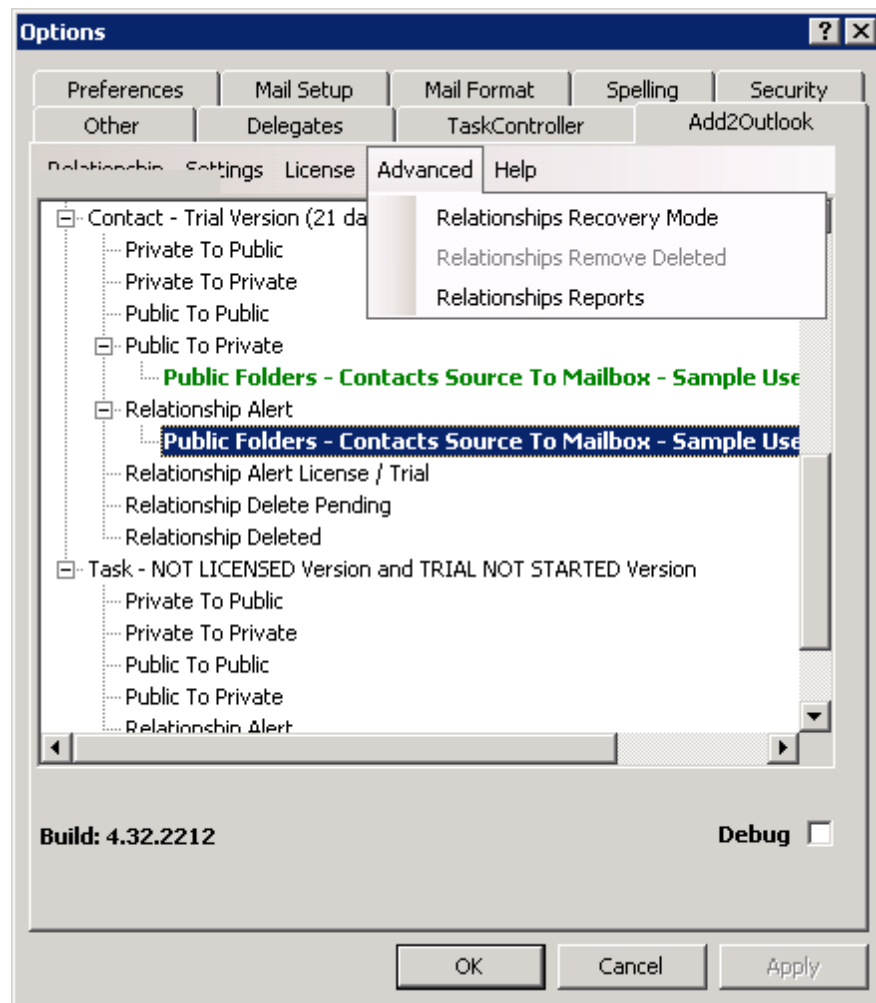 Options
Preferences Mail Setup Mail Format Spelling Security
Other Delegates TaskController Add2Outlook
Relationship Settings License Advanced Help
Relationships Recovery Mode
Relationships Remove Deleted
Relationships Reports
Contact - Trial Version (21 da
Private To Public
Private To Private
Public To Public
Public To Private
Public Folders - Contacts Source To Mailbox - Sample Use
Relationship Alert
Public Folders - Contacts Source To Mailbox - Sample Use
Relationship Alert License / Trial
Relationship Delete Pending
Relationship Deleted
Task - NOT LICENSED Version and TRIAL NOT STARTED Version
Private To Public
Private To Private
Public To Public
Public To Private
Relationship Alert
Build: 4.32.2212 Debug
OK Cancel Apply